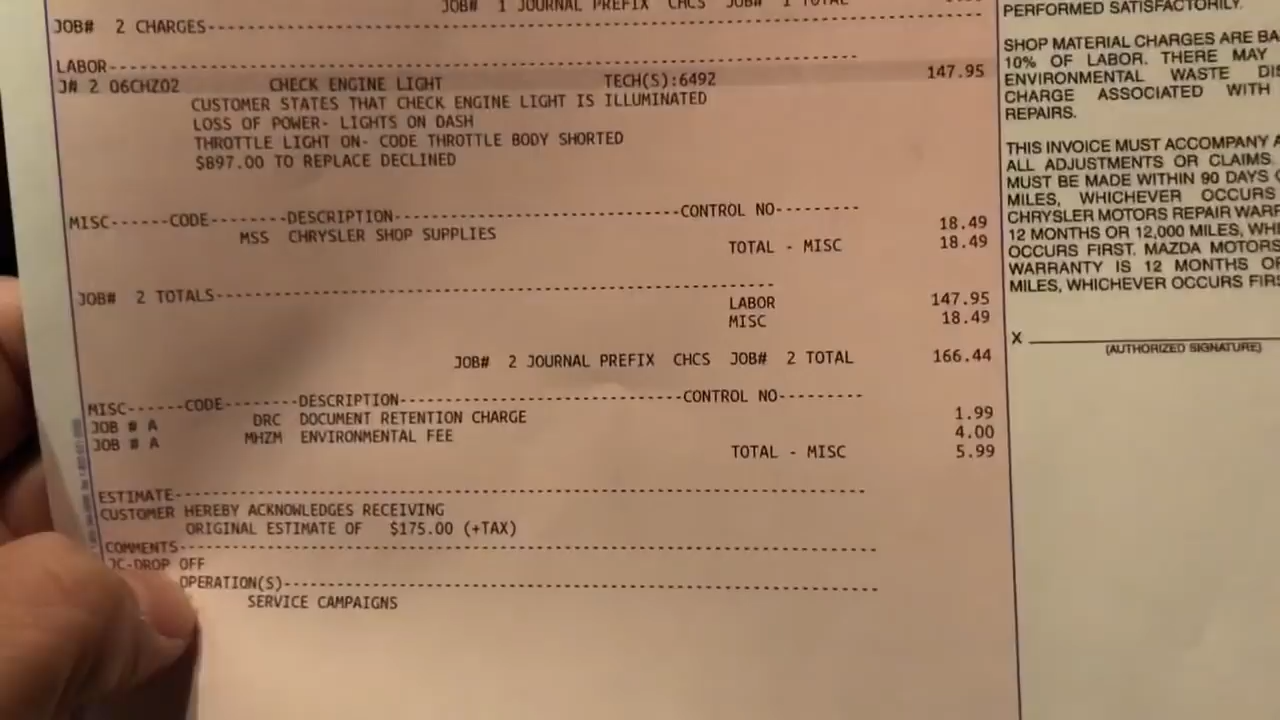 JOB# 1 JOURNAL PREFIX CHCS JOB# 1 TOTAL
JOB# 2 CHARGES
LABOR
J# 2 06CHZ02 CHECK ENGINE LIGHT TECH(S):6492 147.95
CUSTOMER STATES THAT CHECK ENGINE LIGHT IS ILLUMINATED
LOSS OF POWER- LIGHTS ON DASH
THROTTLE LIGHT ON- CODE THROTTLE BODY SHORTED
$897.00 TO REPLACE DECLINED
MISC------CODE--------DESCRIPTION--------CONTROL NO---------
MSS CHRYSLER SHOP SUPPLIES 18.49
TOTAL - MISC 18.49
JOB# 2 TOTALS
LABOR 147.95
MISC 18.49
JOB# 2 JOURNAL PREFIX CHCS JOB# 2 TOTAL 166.44
MISC------CODE--------DESCRIPTION--------CONTROL NO---------
JOB # A DRC DOCUMENT RETENTION CHARGE 1.99
JOB # A MHZM ENVIRONMENTAL FEE 4.00
TOTAL - MISC 5.99
ESTIMATE
CUSTOMER HEREBY ACKNOWLEDGES RECEIVING
ORIGINAL ESTIMATE OF $175.00 (+TAX)
COMMENTS
JC-DROP OFF
OPERATION(S)
SERVICE CAMPAIGNS
PERFORMED SATISFACTORILY.
SHOP MATERIAL CHARGES ARE BA
10% OF LABOR. THERE MAY
ENVIRONMENTAL WASTE DIS
CHARGE ASSOCIATED WITH
REPAIRS.
THIS INVOICE MUST ACCOMPANY A
ALL ADJUSTMENTS OR CLAIMS.
MUST BE MADE WITHIN 90 DAYS O
MILES, WHICHEVER OCCURS
CHRYSLER MOTORS REPAIR WARR
12 MONTHS OR 12,000 MILES, WHI
OCCURS FIRST. MAZDA MOTORS
WARRANTY IS 12 MONTHS OR
MILES, WHICHEVER OCCURS FIRS
X
(AUTHORIZED SIGNATURE)